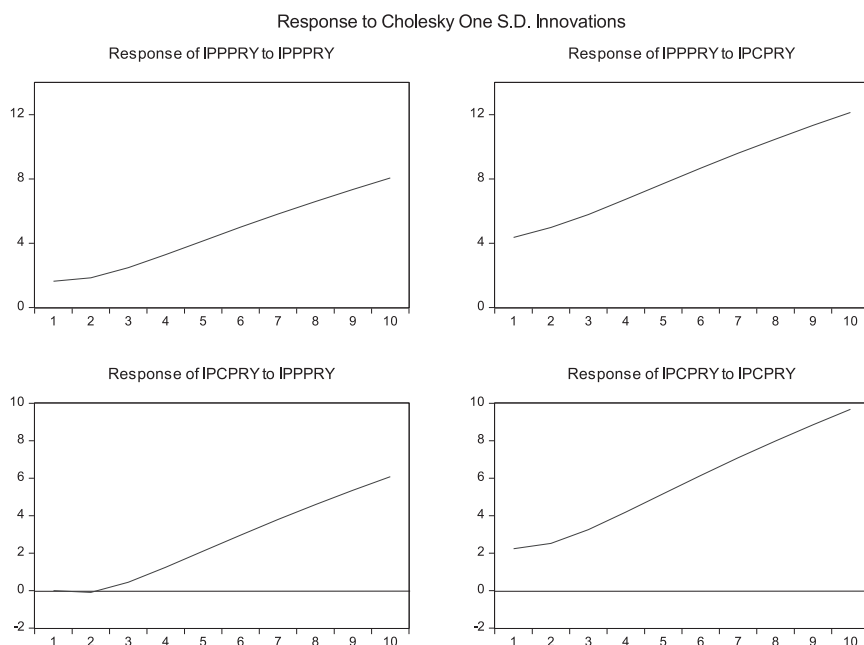 Response to Cholesky One S.D. Innovations
Response of IPPPRY to IPPPRY
Response of IPPPRY to IPCPRY
12
8
4
0
1 2 3 4 5 6 7 8 9 10
12
8
4
0
1 2 3 4 5 6 7 8 9 10
Response of IPCPRY to IPPPRY
Response of IPCPRY to IPCPRY
10
8
6
4
2
0
-2
1 2 3 4 5 6 7 8 9 10
10
8
6
4
2
0
-2
1 2 3 4 5 6 7 8 9 10